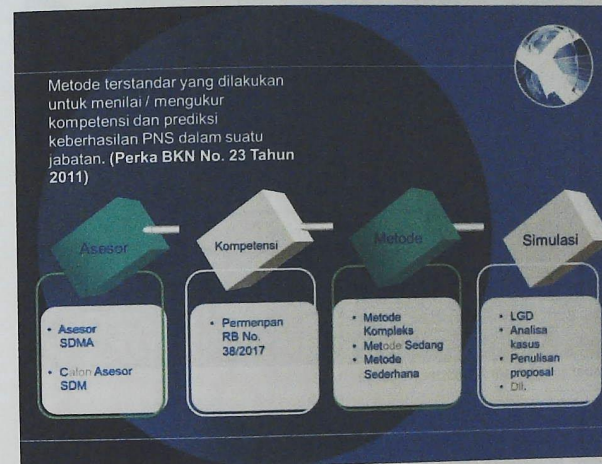 Metode terstandar yang dilakukan
untuk menilai / mengukur
kompetensi dan prediksi
keberhasilan PNS dalam suatu
jabatan. (Perka BKN No. 23 Tahun
2011)
Asesor
Kompetensi
Metode
Simulasi
• Asesor
SDMA
• Calon Asesor
SDM
• Permenpan
RB No.
38/2017
• Metode
Kompleks
• Metode Sedang
• Metode
Sederhana
• LGD
• Analisa
kasus
• Penulisan
proposal
• Dll.